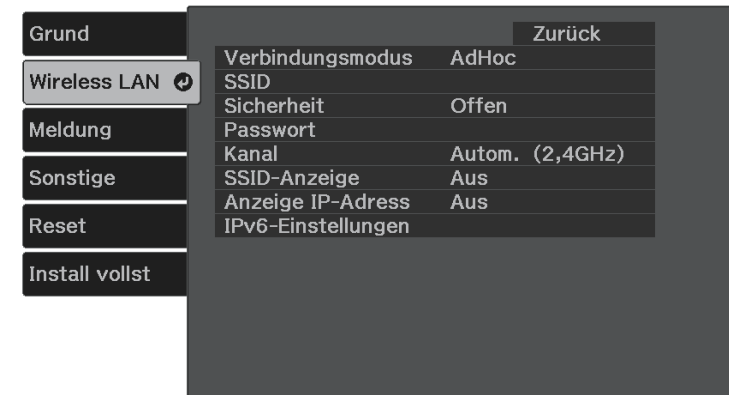 Grund
Wireless LAN
Meldung
Sonstige
Reset
Install vollst
Zurück
Verbindungsmodus AdHoc
SSID
Sicherheit Offen
Passwort
Kanal Autom. (2,4GHz)
SSID-Anzeige Aus
Anzeige IP-Adress Aus
IPv6-Einstellungen